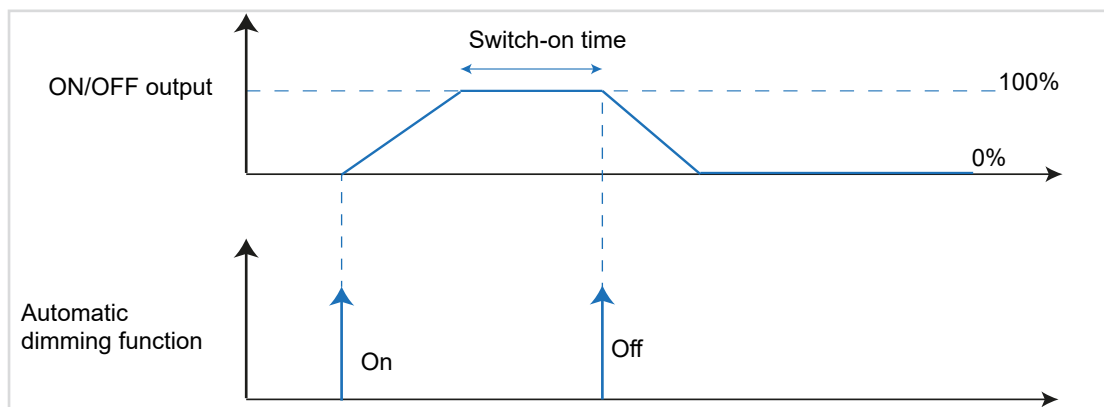 Switch-on time
ON/OFF output
100%
0%
Automatic
dimming function
On
Off